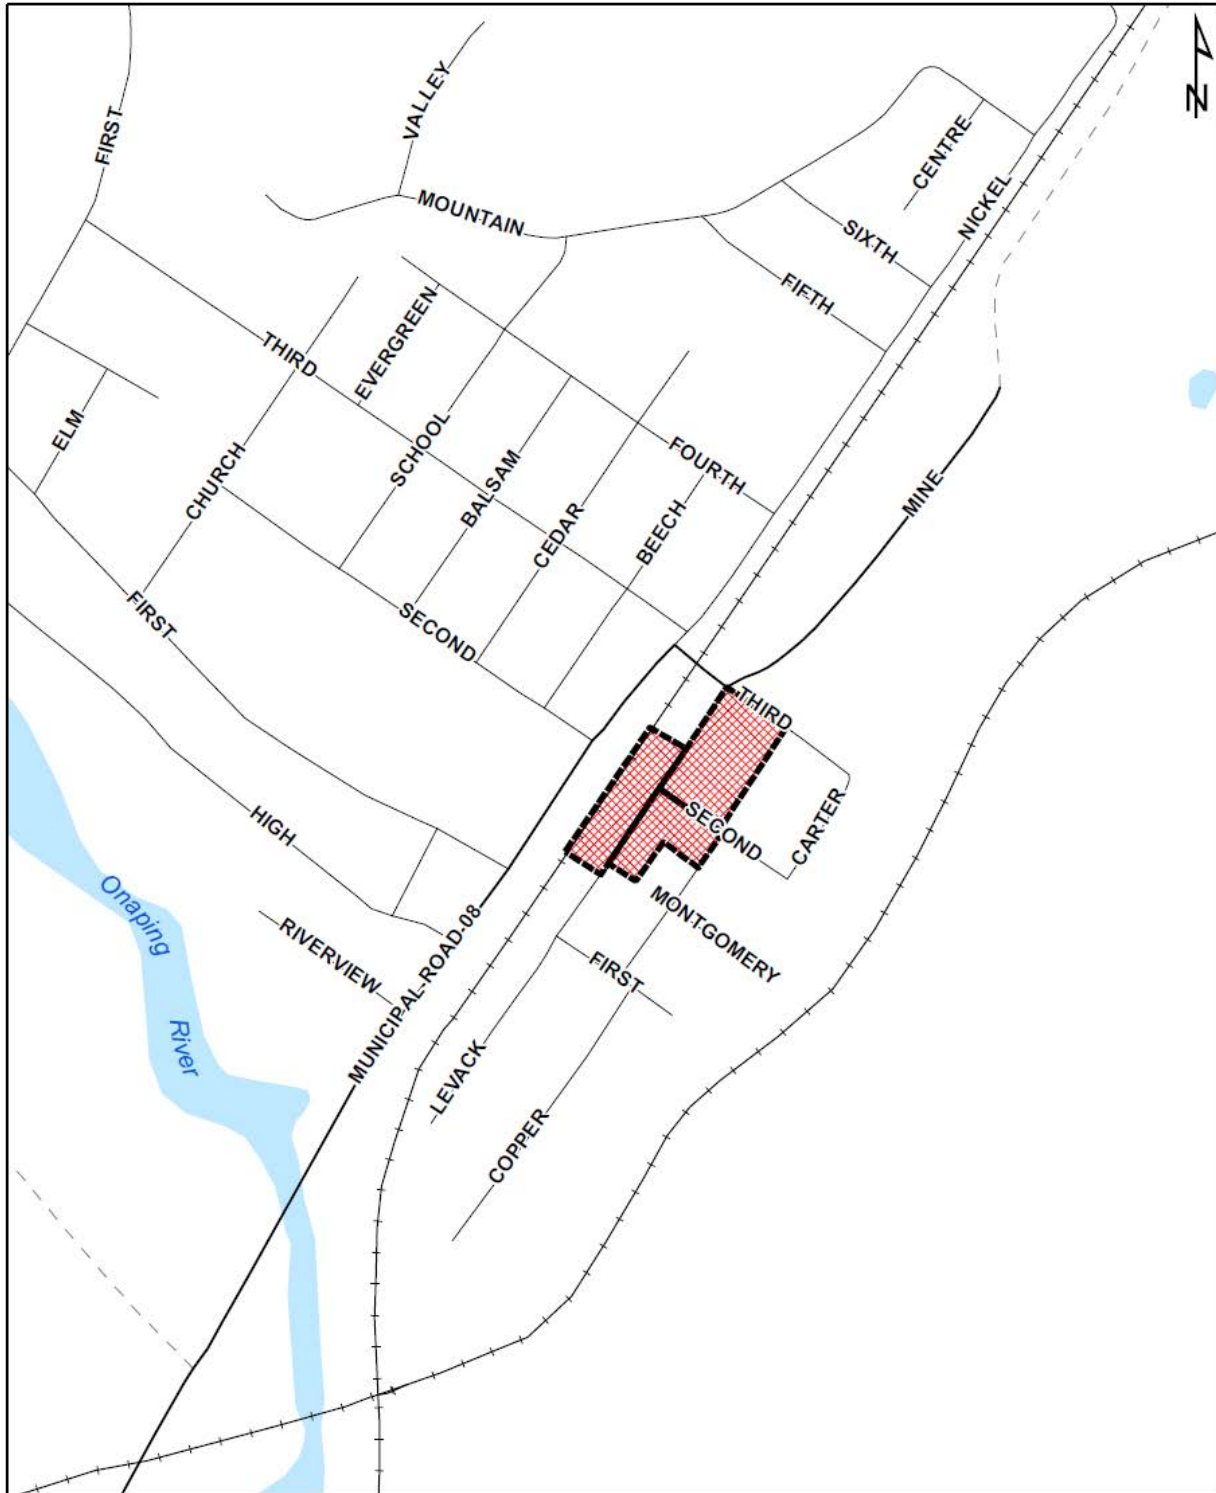 N
FIRST
VALLEY
MOUNTAIN
CENTRE
SIXTH
NICKEL
FIFTH
THIRD
EVERGREEN
ELM
CHURCH
SCHOOL
BALSAM
CEDAR
BEECH
FOURTH
MINE
FIRST
SECOND
THIRD
SECOND
CARTER
HIGH
Onaping
River
RIVERVIEW
MUNICIPAL ROAD 08
MONTGOMERY
FIRST
LEVACK
COPPER